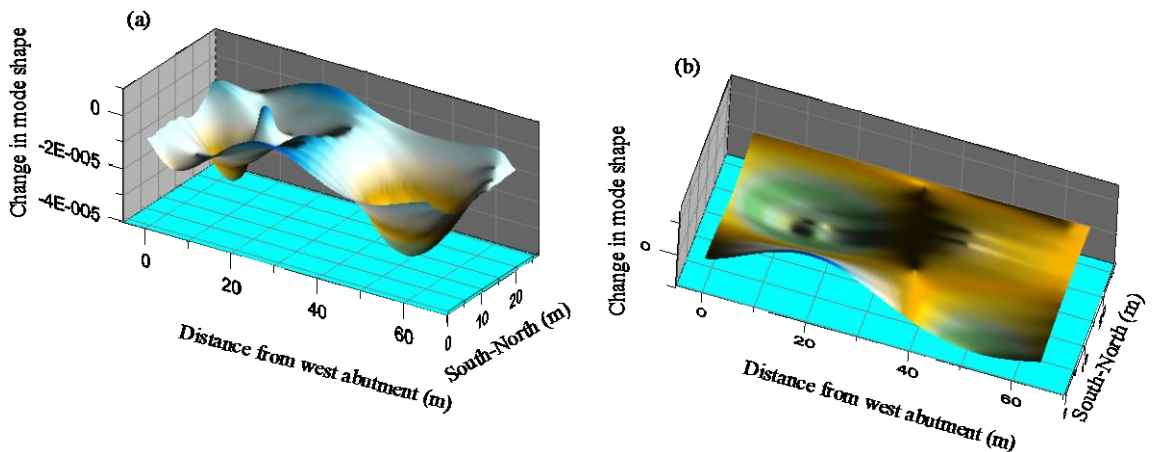 (a)
Change in mode shape
0
-2E-005
-4E-005
0
20
40
60
0
10
20
Distance from west abutment (m)
South-North (m)
(b)
Change in mode shape
0
0
20
40
60
Distance from west abutment (m)
South-North (m)